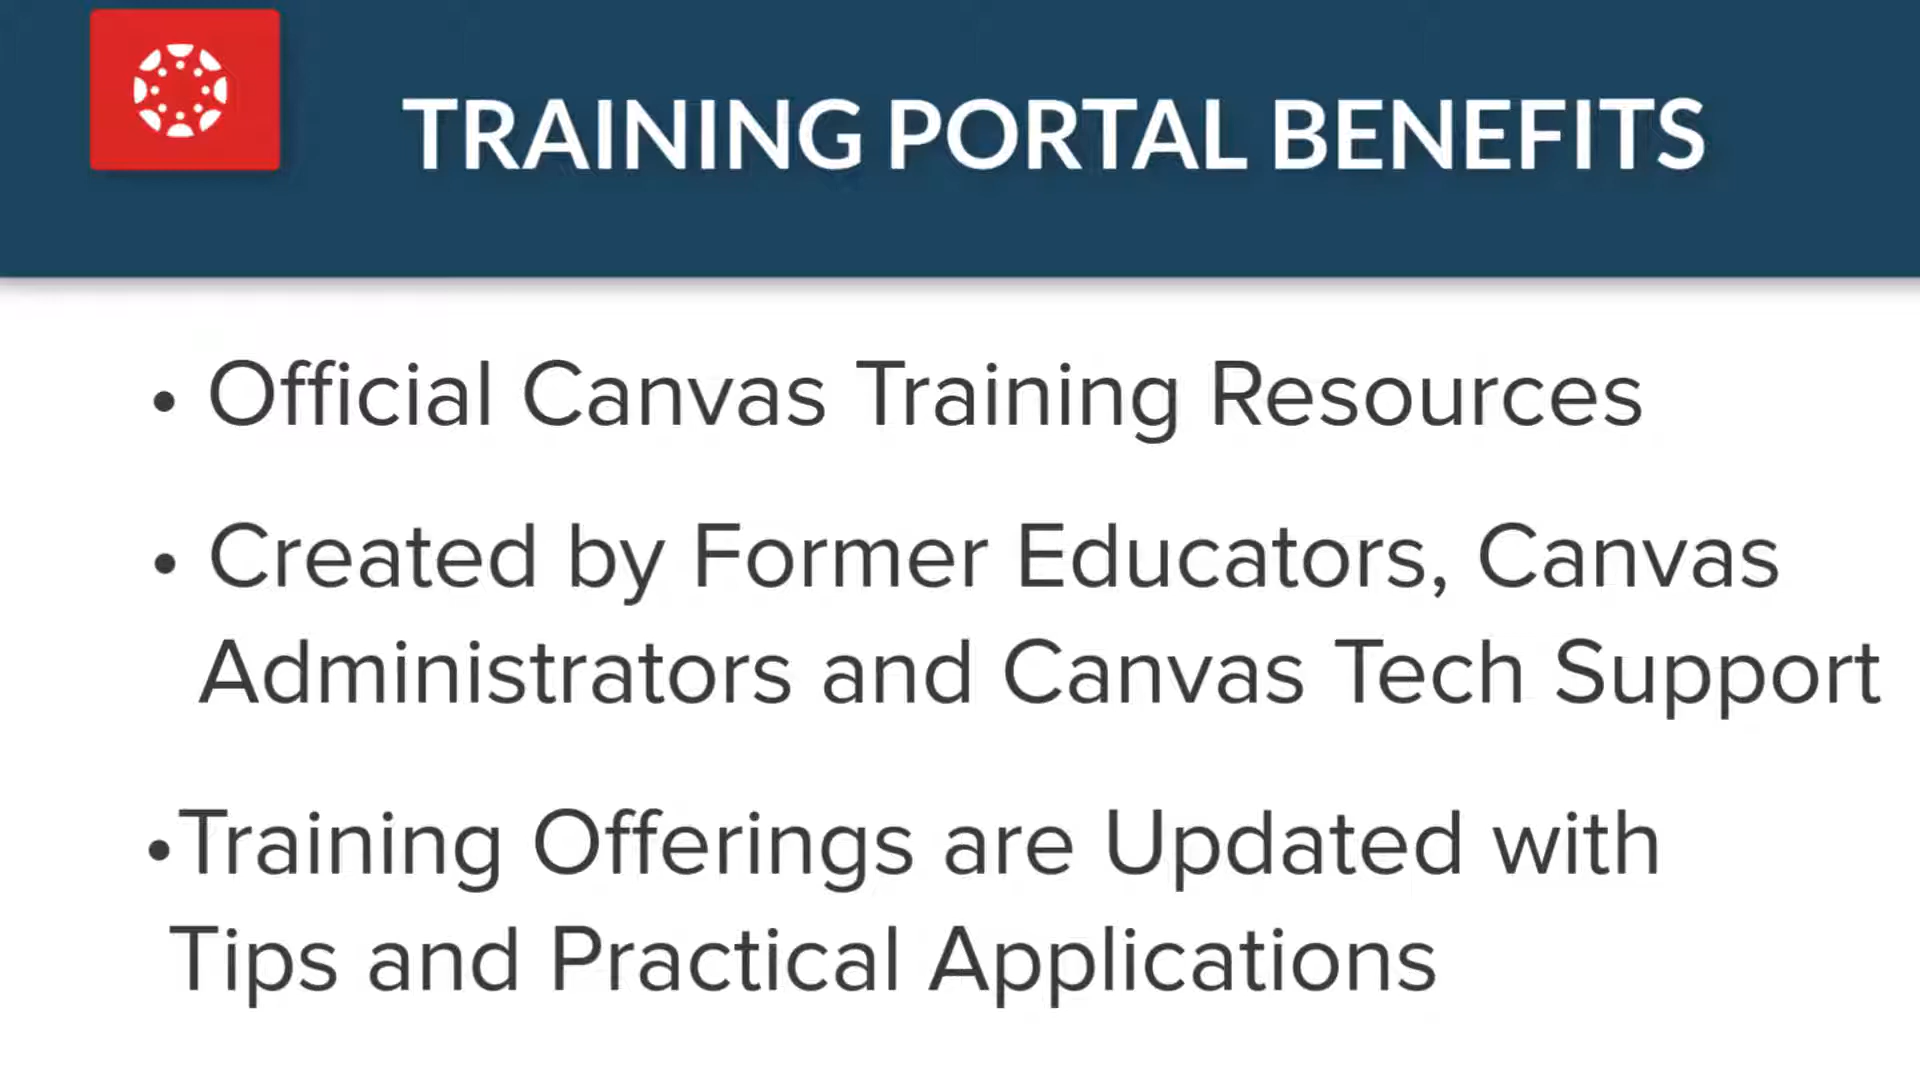 TRAINING PORTAL BENEFITS
• Official Canvas Training Resources
• Created by Former Educators, Canvas
Administrators and Canvas Tech Support
•Training Offerings are Updated with
Tips and Practical Applications